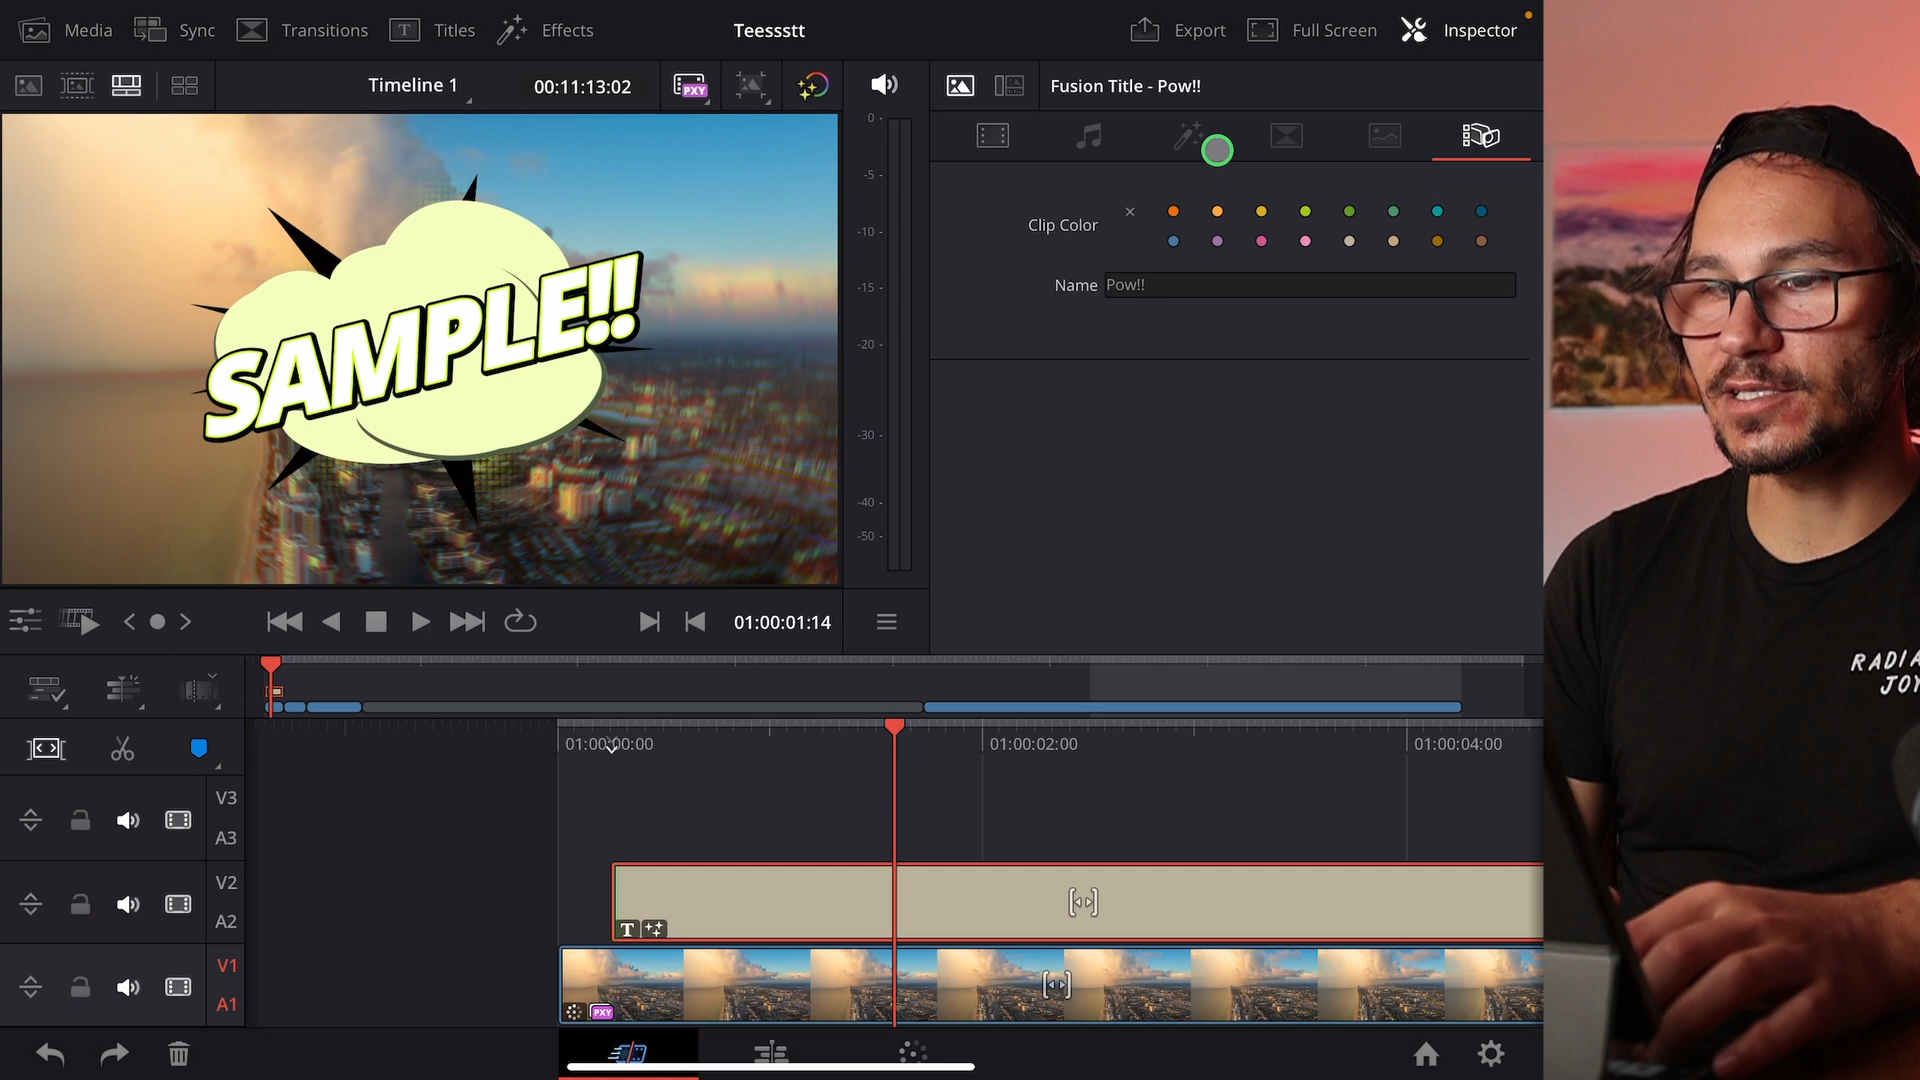 Media
Sync
Transitions
Titles
Effects
Teessstt
Export
Full Screen
Inspector
Timeline 1
00:11:13:02
PXY
Fusion Title - Pow!!
SAMPLE!!
0
-5
-10
-15
-20
-30
-40
-50
Clip Color
Name
Pow!!
01:00:01:14
01:00:00:00
01:00:02:00
01:00:04:00
V3
A3
V2
A2
T
V1
A1
PXY